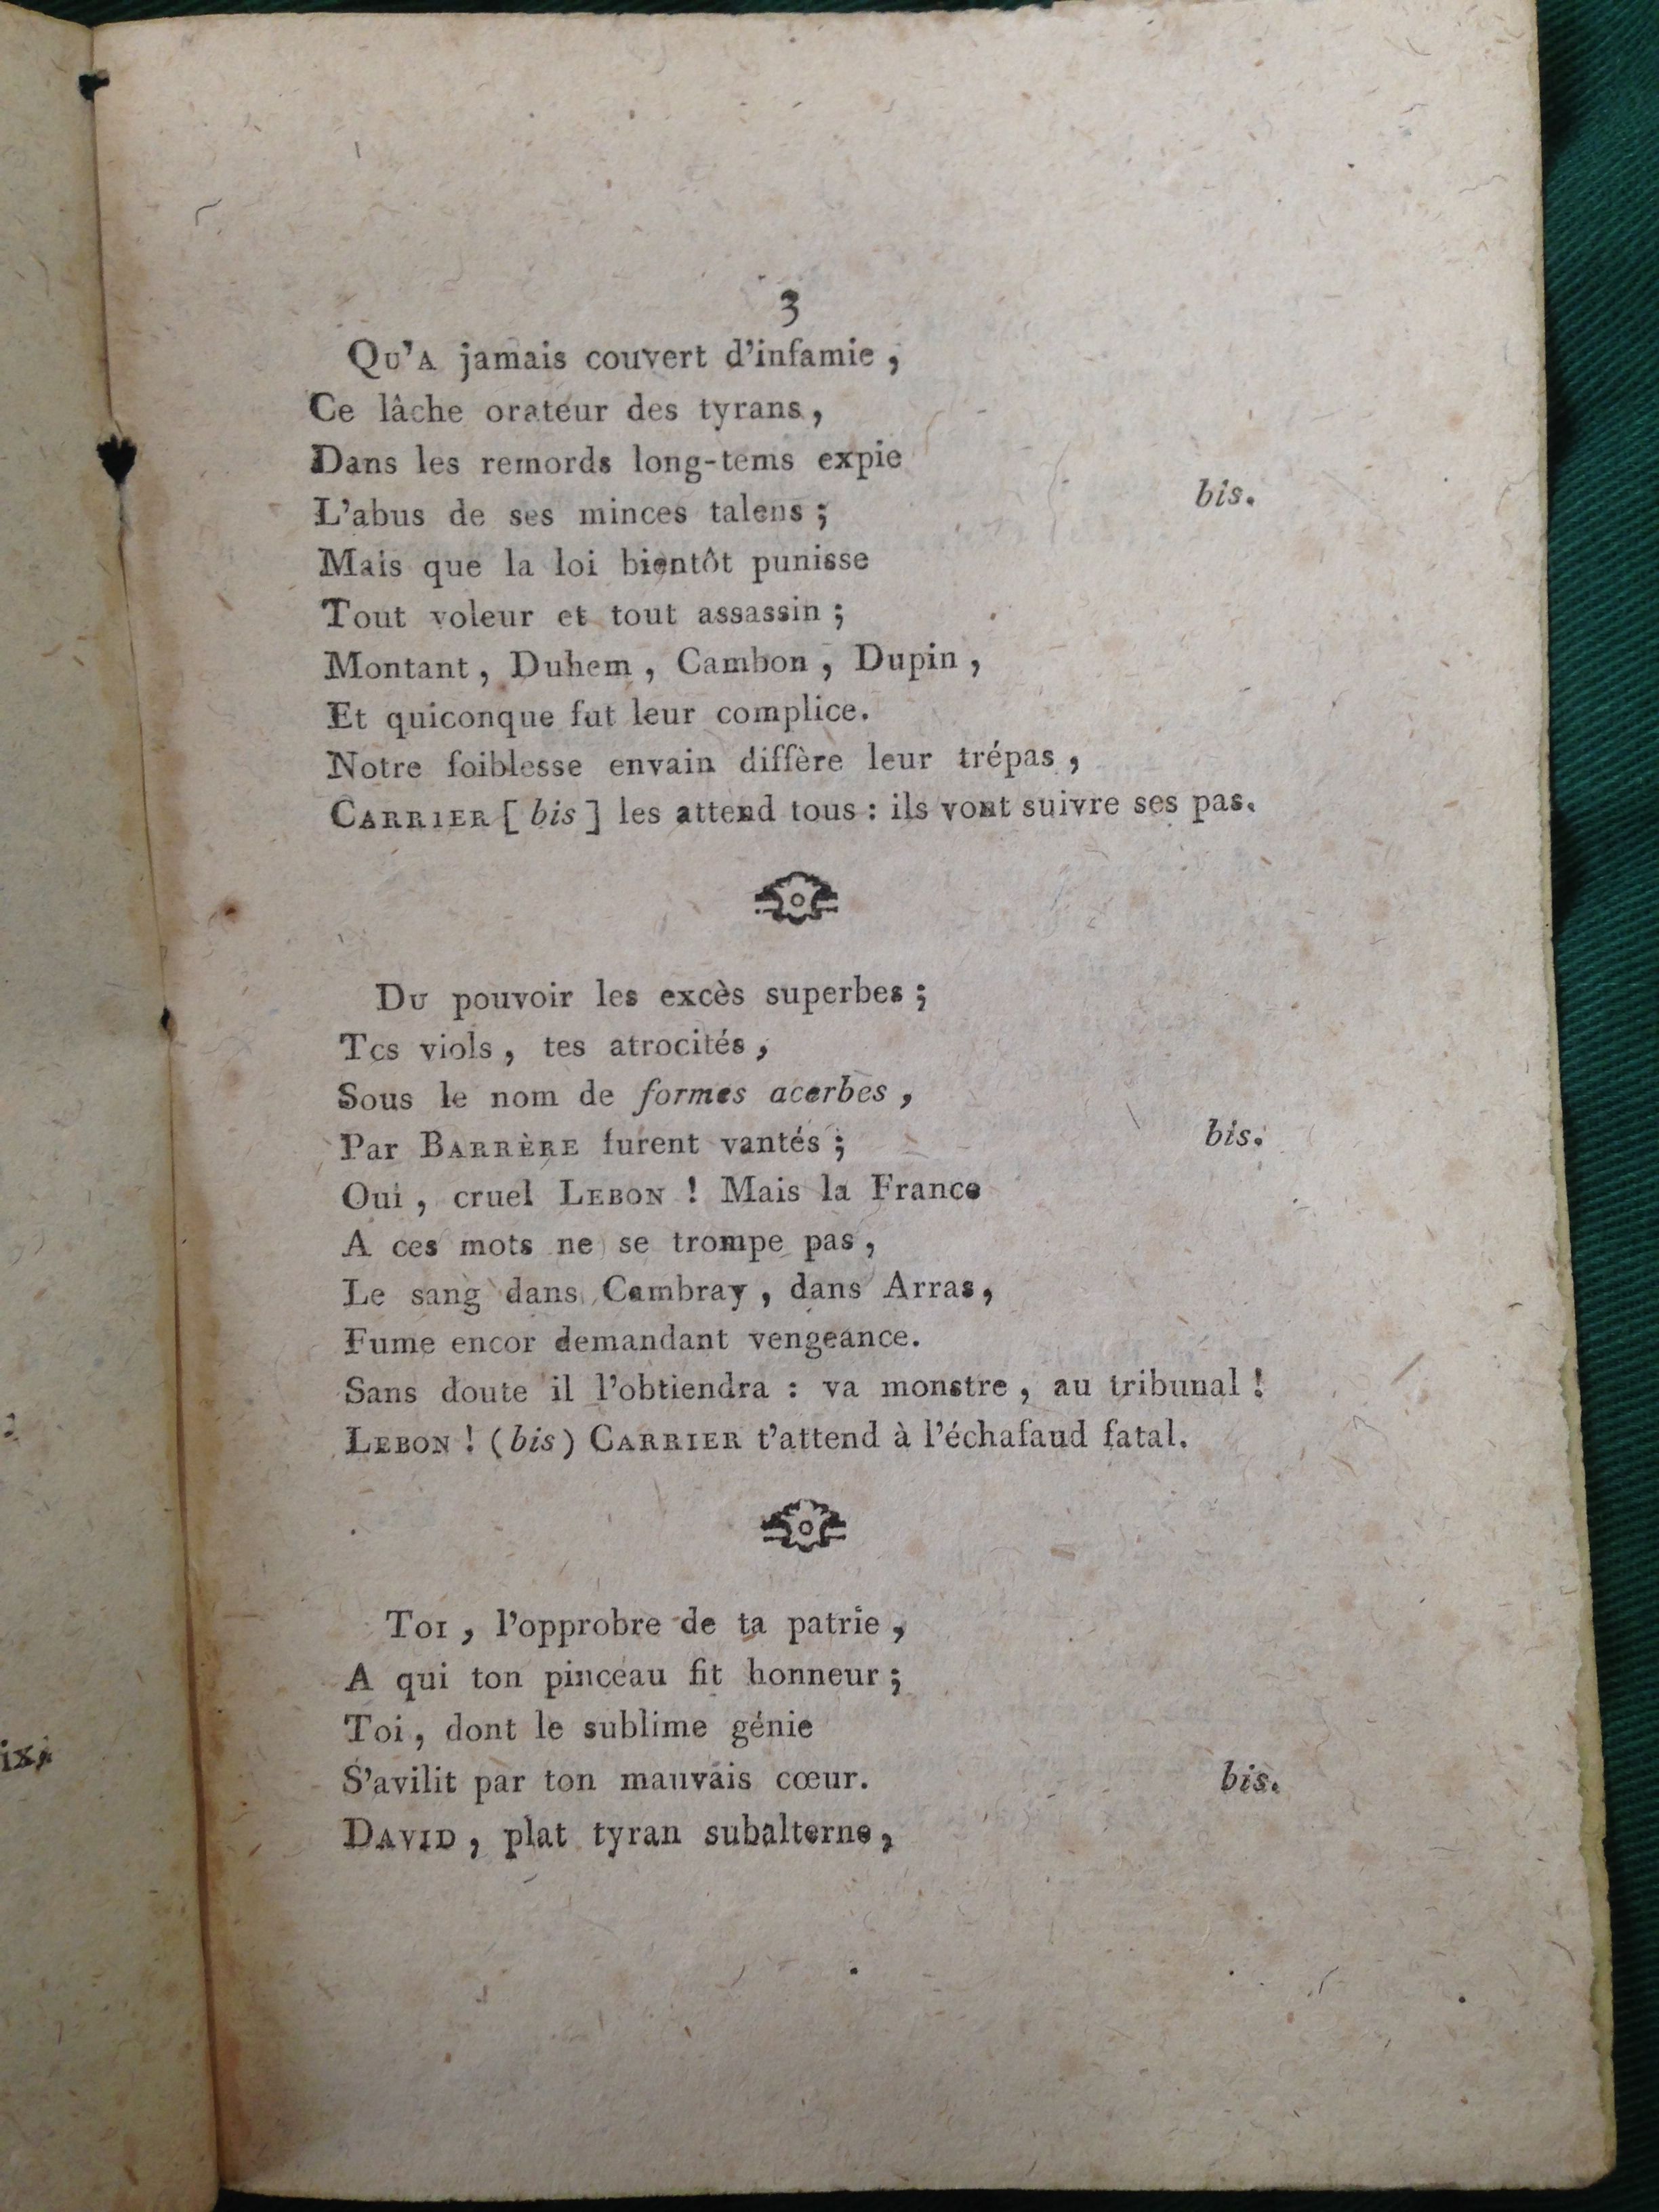 3
Qu'a jamais couvert d'infamie ,
Ce lâche orateur des tyrans ,
Dans les remords long-tems expie
L'abus de ses minces talens ;
bis.
Mais que la loi bientôt punisse
Tout voleur et tout assassin ;
Montant , Duhem , Cambon , Dupin ,
Et quiconque fut leur complice.
Notre foiblesse envain diffère leur trépas ,
CARRIER [ bis ] les attend tous : ils vont suivre ses pas.
Du pouvoir les excès superbes ;
Tes viols , tes atrocités ,
Sous le nom de formes acerbes ,
Par BARRÈRE furent vantés ;
bis.
Oui , cruel LEBON ! Mais la France
A ces mots ne se trompe pas ,
Le sang dans Cambray , dans Arras ,
Fume encor demandant vengeance.
Sans doute il l'obtiendra : va monstre , au tribunal !
LEBON ! ( bis ) CARRIER t'attend à l'échafaud fatal.
Toi , l'opprobre de ta patrie ,
A qui ton pinceau fit honneur ;
Toi , dont le sublime génie
S'avilit par ton mauvais cœur.
bis.
DAVID , plat tyran subalterne ,